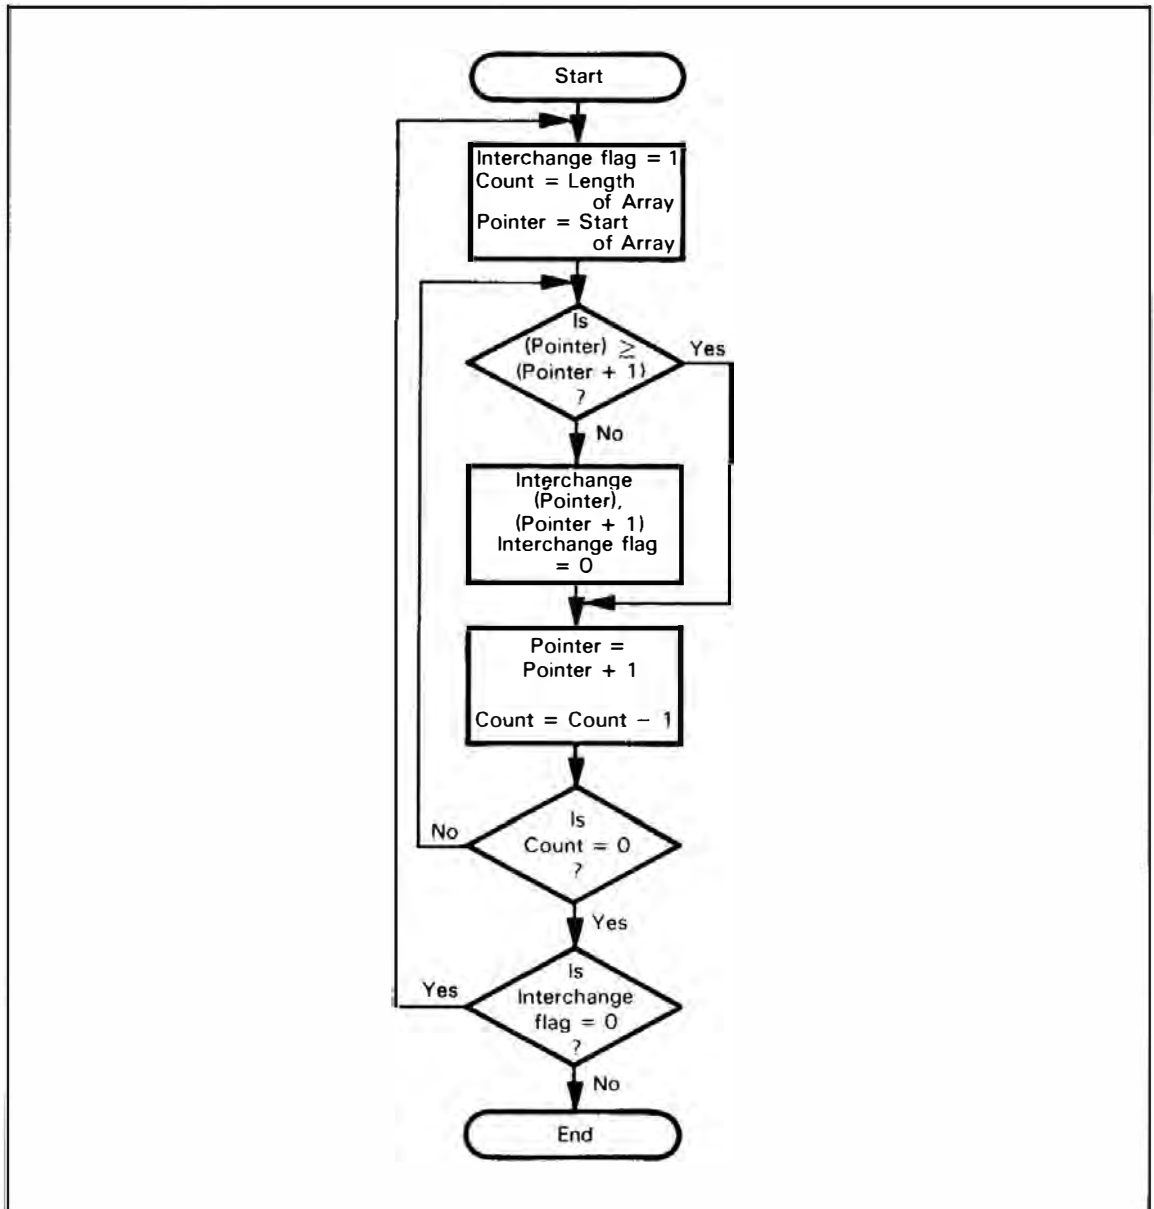 Start
Interchange flag = 1
Count = Length
of Array
Pointer = Start
of Array
Is
(Pointer) ≥
(Pointer + 1)
?
Yes
No
Interchange
(Pointer),
(Pointer + 1)
Interchange flag
= 0
Pointer =
Pointer + 1
Count = Count − 1
Is
Count = 0
?
No
Yes
Is
Interchange
flag = 0
?
Yes
No
End